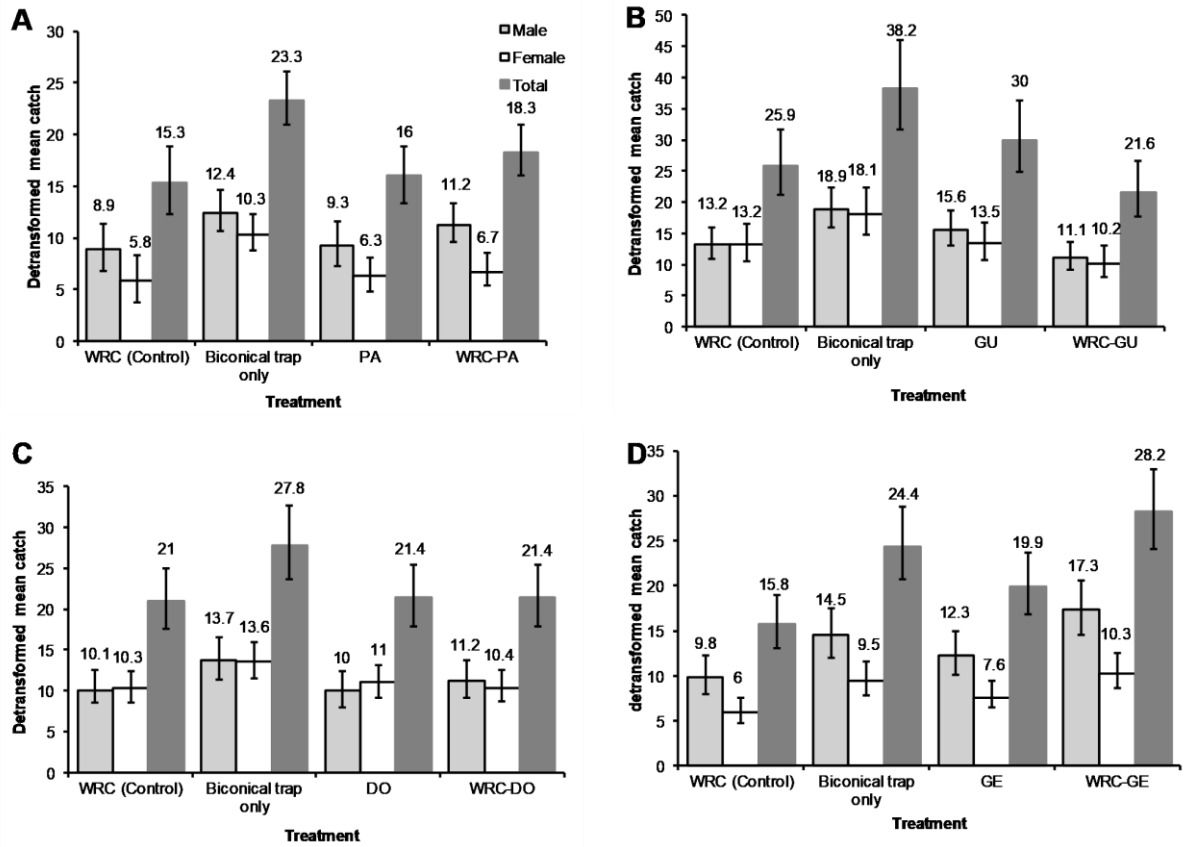 A
Male
Female
Total
Detransformed mean catch
30
25
20
15
10
5
0
8.9
5.8
15.3
12.4
10.3
23.3
9.3
6.3
16
11.2
6.7
18.3
WRC (Control)
Biconical trap
only
PA
WRC-PA
Treatment
B
Detransformed mean catch
50
45
40
35
30
25
20
15
10
5
0
13.2
13.2
25.9
18.9
18.1
38.2
15.6
13.5
30
11.1
10.2
21.6
WRC (Control)
Biconical trap
only
GU
WRC-GU
Treatment
C
Detransformed mean catch
35
30
25
20
15
10
5
0
10.1
10.3
21
13.7
13.6
27.8
10
11
21.4
11.2
10.4
21.4
WRC (Control)
Biconical trap
only
DO
WRC-DO
Treatment
D
detransformed mean catch
35
30
25
20
15
10
5
0
9.8
6
15.8
14.5
9.5
24.4
12.3
7.6
19.9
17.3
10.3
28.2
WRC (Control)
Biconical trap
only
GE
WRC-GE
Treatment